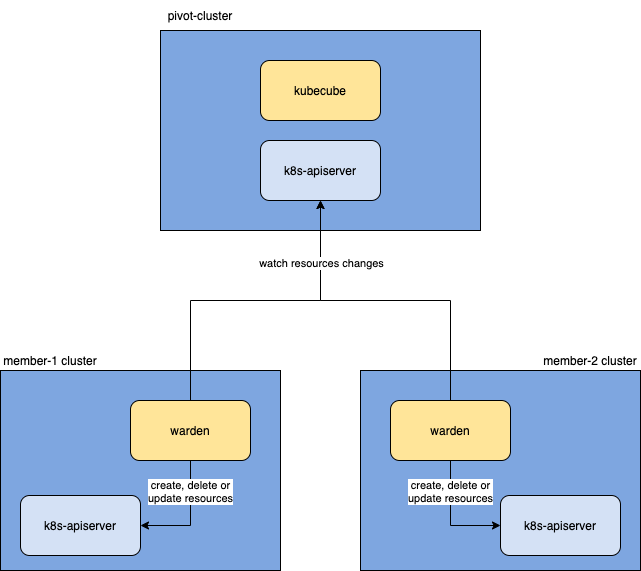 pivot-cluster
kubecube
k8s-apiserver
watch resources changes
member-1 cluster
member-2 cluster
warden
warden
create, delete or
update resources
create, delete or
update resources
k8s-apiserver
k8s-apiserver